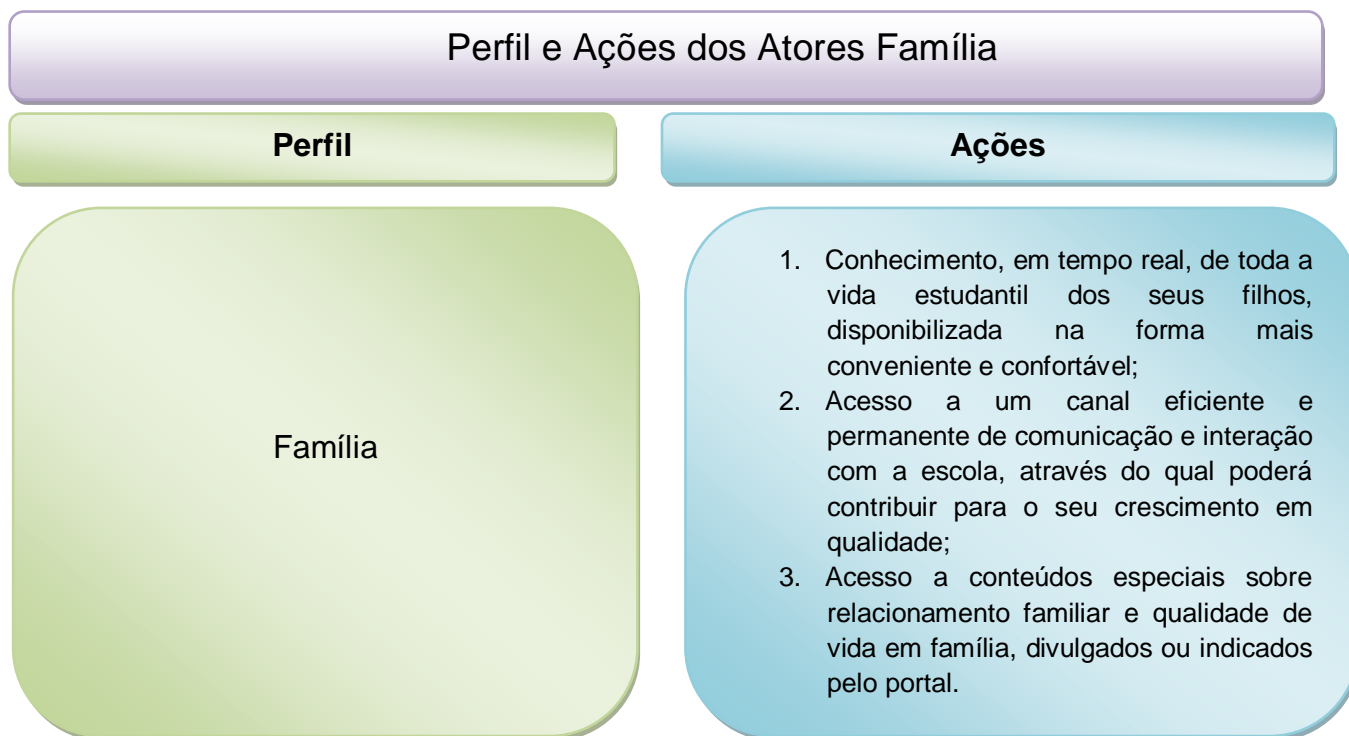 Perfil e Ações dos Atores Família
Perfil
Ações
Família
1. Conhecimento, em tempo real, de toda a
vida estudantil dos seus filhos,
disponibilizada na forma mais
conveniente e confortável;
2. Acesso a um canal eficiente e
permanente de comunicação e interação
com a escola, através do qual poderá
contribuir para o seu crescimento em
qualidade;
3. Acesso a conteúdos especiais sobre
relacionamento familiar e qualidade de
vida em família, divulgados ou indicados
pelo portal.